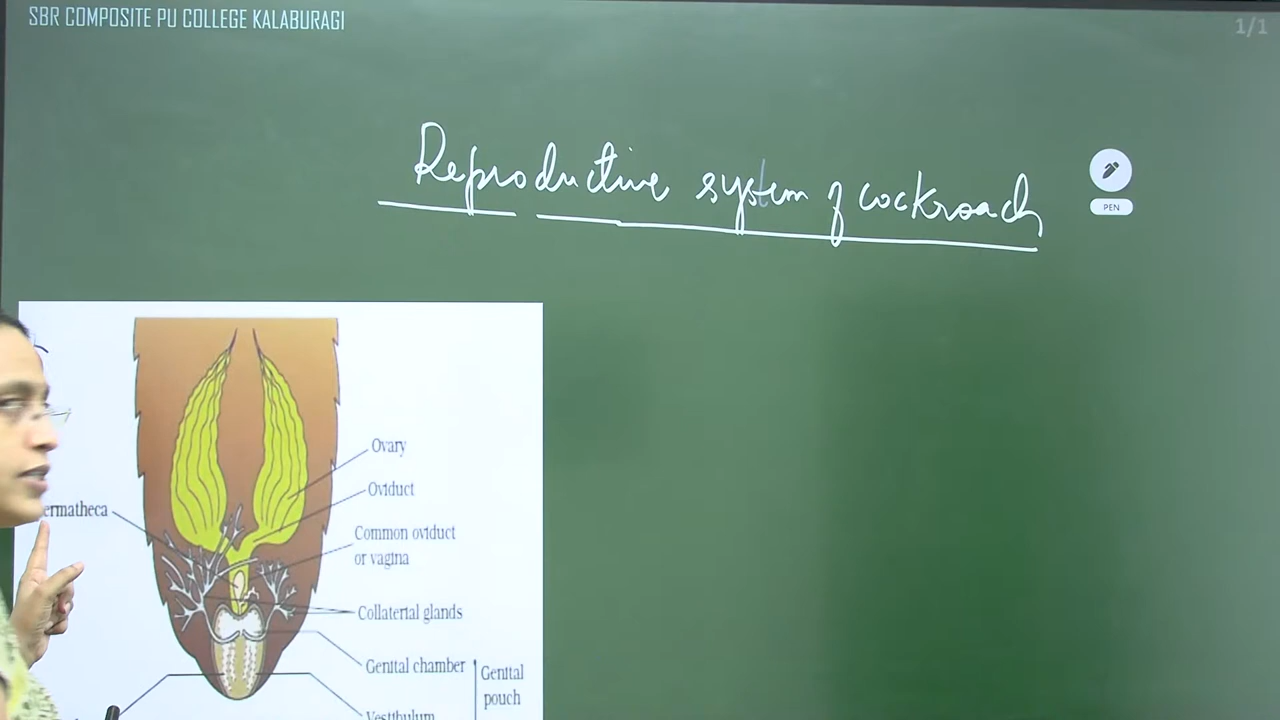 SBR COMPOSITE PU COLLEGE KALABURAGI
1/1
Reproductive system of cockroach
PEN
Ovary
Oviduct
ermatheca
Common oviduct
or vagina
Collaterial glands
Genital chamber
Genital
pouch
Vestibulum